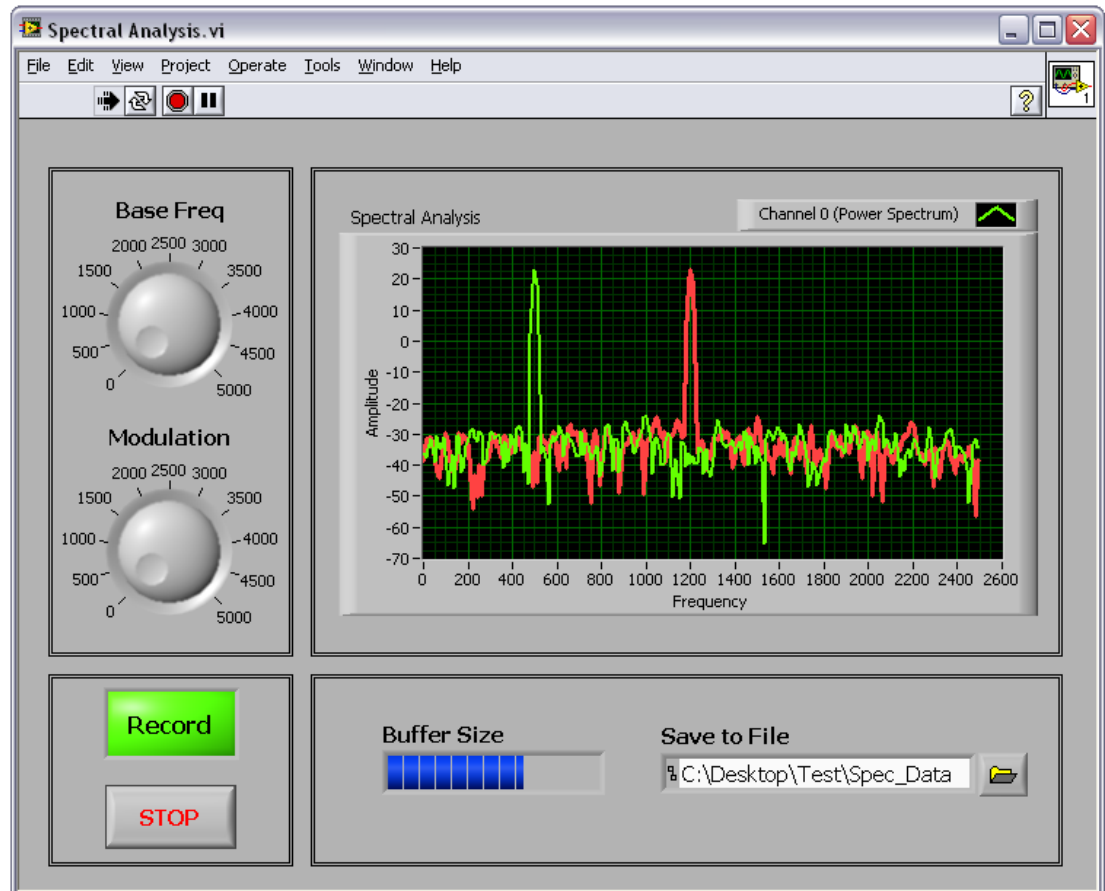 Spectral Analysis.vi
File Edit View Project Operate Tools Window Help
1
Base Freq
0 500 1000 1500 2000 2500 3000 3500 4000 4500 5000
Modulation
0 500 1000 1500 2000 2500 3000 3500 4000 4500 5000
Spectral Analysis
Channel 0 (Power Spectrum)
Amplitude
30
20
10
0
-10
-20
-30
-40
-50
-60
-70
0 200 400 600 800 1000 1200 1400 1600 1800 2000 2200 2400 2600
Frequency
Record
STOP
Buffer Size
Save to File
C:\Desktop\Test\Spec_Data